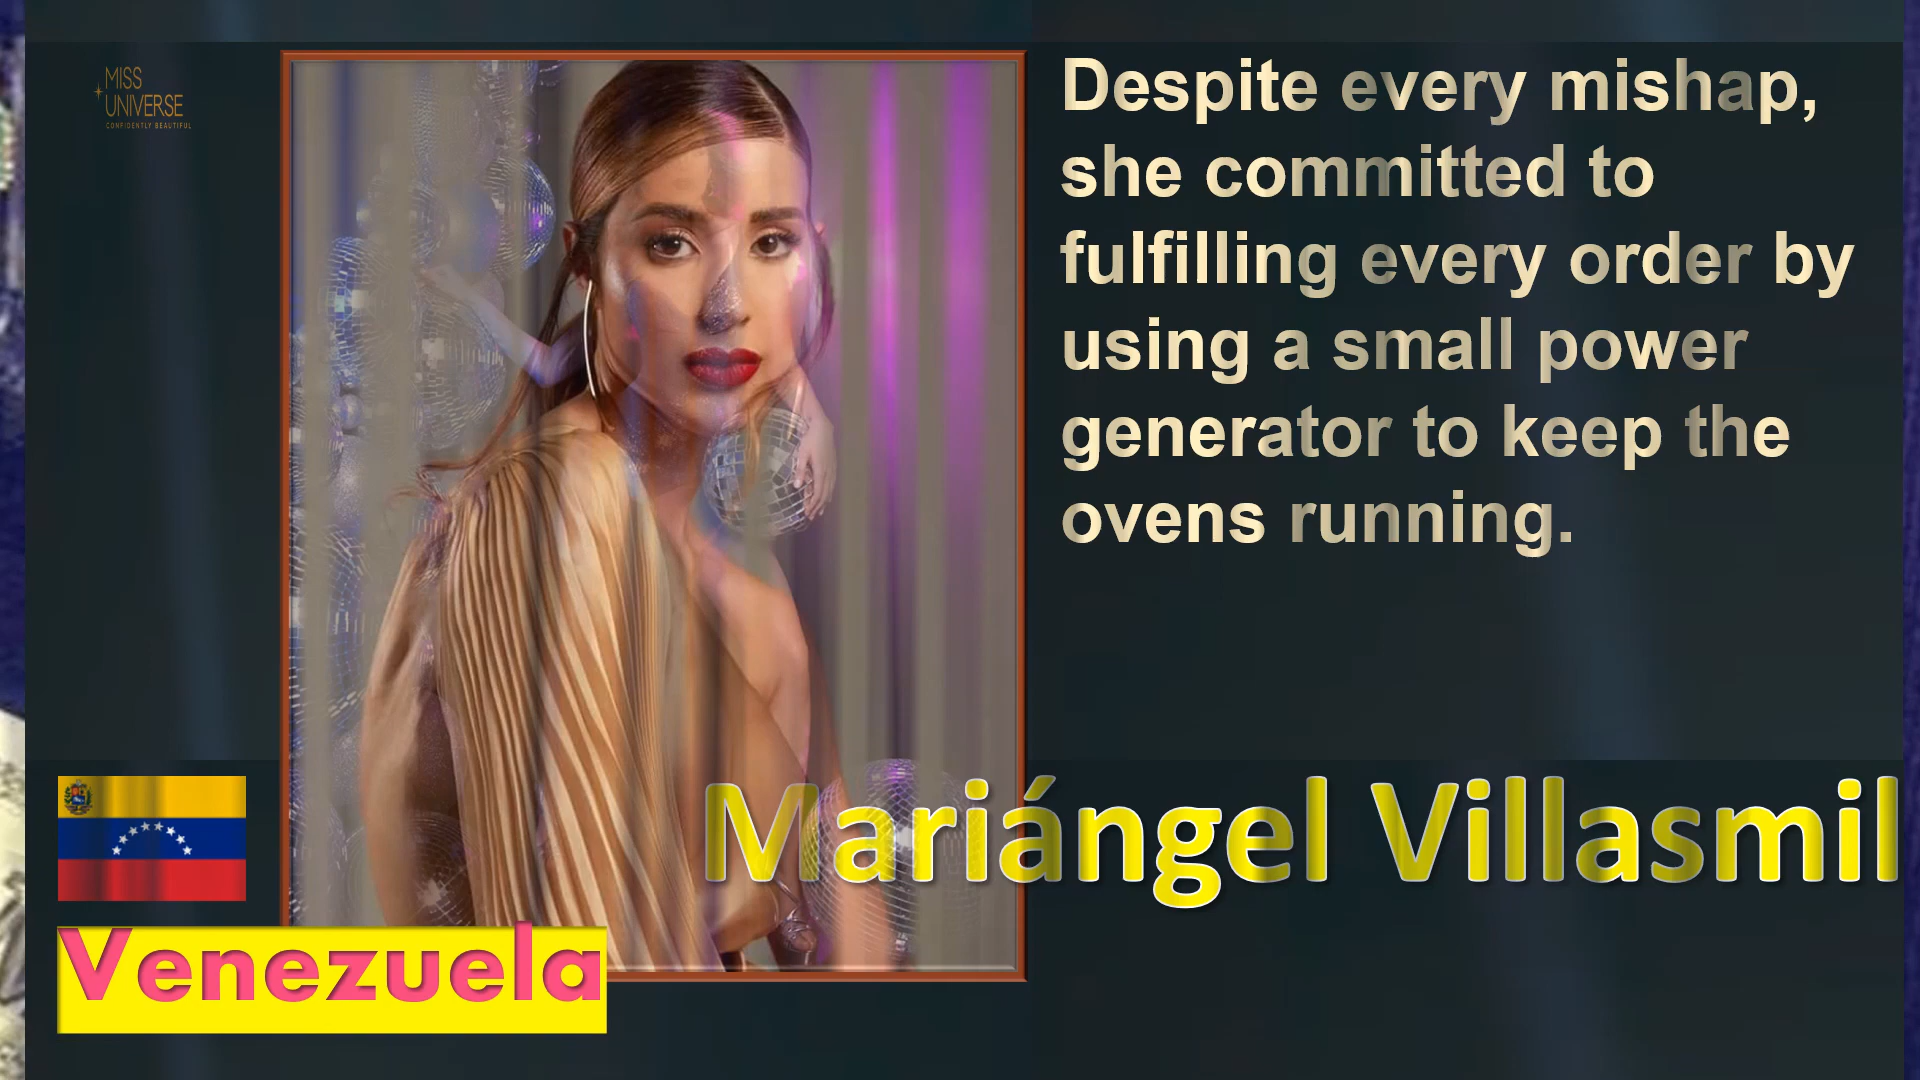 MISS
UNIVERSE
CONFIDENTLY BEAUTIFUL
Despite every mishap,
she committed to
fulfilling every order by
using a small power
generator to keep the
ovens running.
Mariángel Villasmil
Venezuela